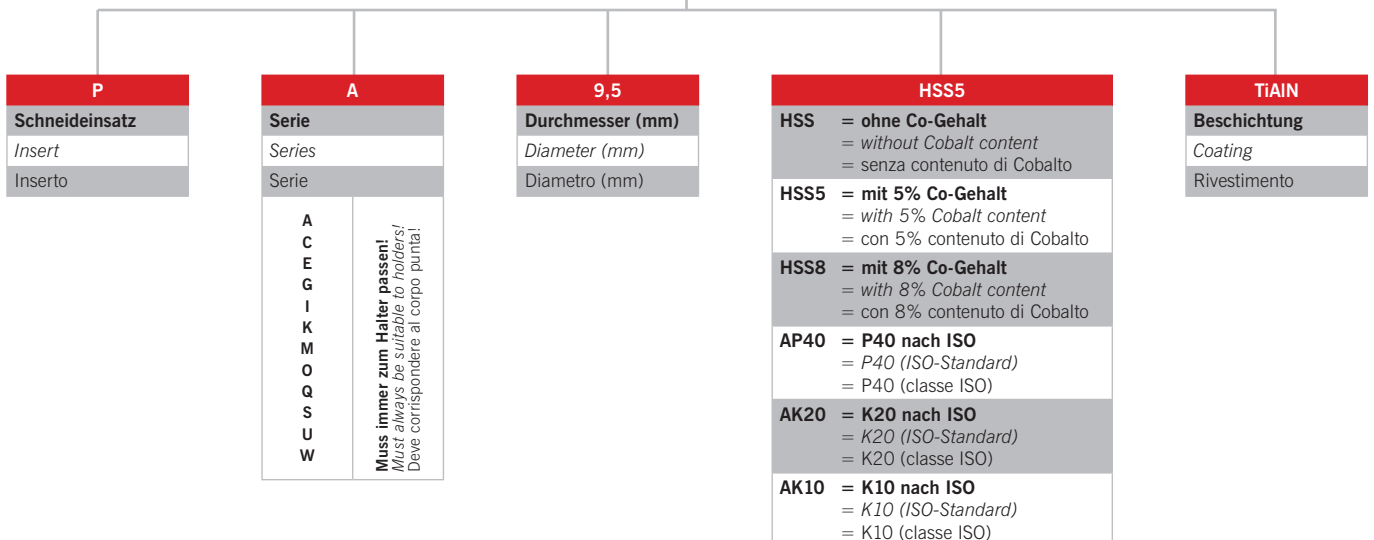 P
Schneideinsatz
Insert
Inserto
A
Serie
Series
Serie
A
C
E
G
I
K
M
O
Q
S
U
W
Muss immer zum Halter passen!
Must always be suitable to holders!
Deve corrispondere al corpo punta!
9,5
Durchmesser (mm)
Diameter (mm)
Diametro (mm)
HSS5
HSS = ohne Co-Gehalt
= without Cobalt content
= senza contenuto di Cobalto
HSS5 = mit 5% Co-Gehalt
= with 5% Cobalt content
= con 5% contenuto di Cobalto
HSS8 = mit 8% Co-Gehalt
= with 8% Cobalt content
= con 8% contenuto di Cobalto
AP40 = P40 nach ISO
= P40 (ISO-Standard)
= P40 (classe ISO)
AK20 = K20 nach ISO
= K20 (ISO-Standard)
= K20 (classe ISO)
AK10 = K10 nach ISO
= K10 (ISO-Standard)
= K10 (classe ISO)
TiAlN
Beschichtung
Coating
Rivestimento